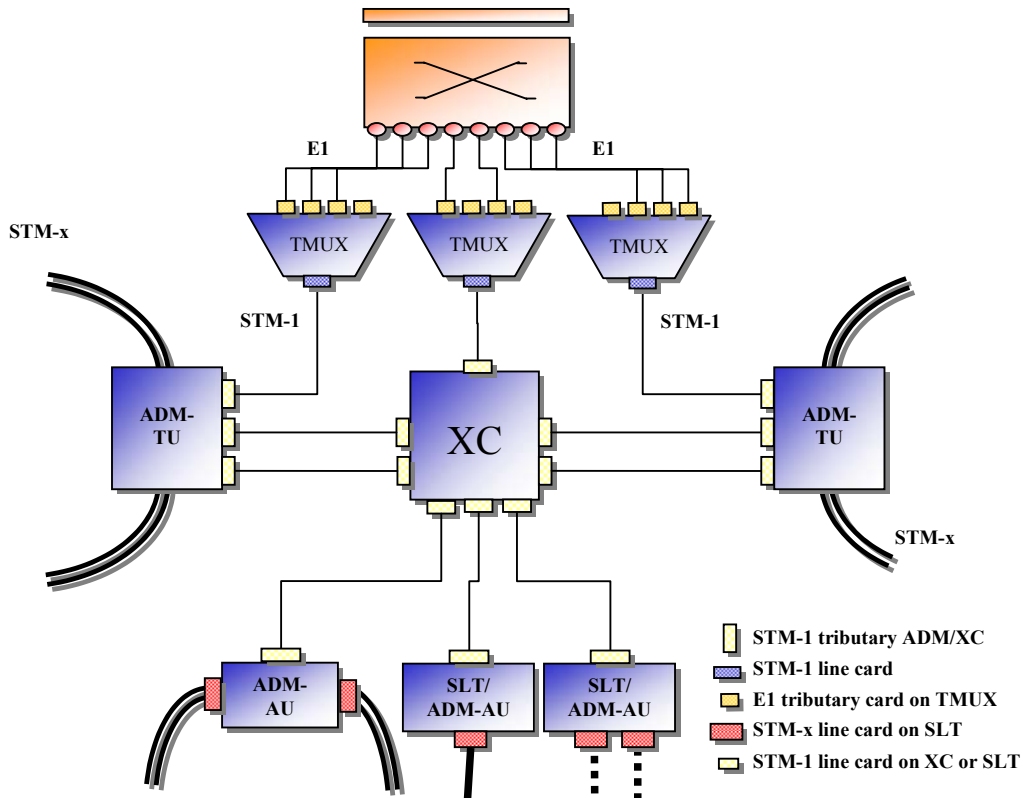 E1
E1
STM-x
TMUX
TMUX
TMUX
STM-1
STM-1
ADM-
TU
XC
ADM-
TU
STM-x
ADM-
AU
SLT/
ADM-AU
SLT/
ADM-AU
STM-1 tributary ADM/XC
STM-1 line card
E1 tributary card on TMUX
STM-x line card on SLT
STM-1 line card on XC or SLT